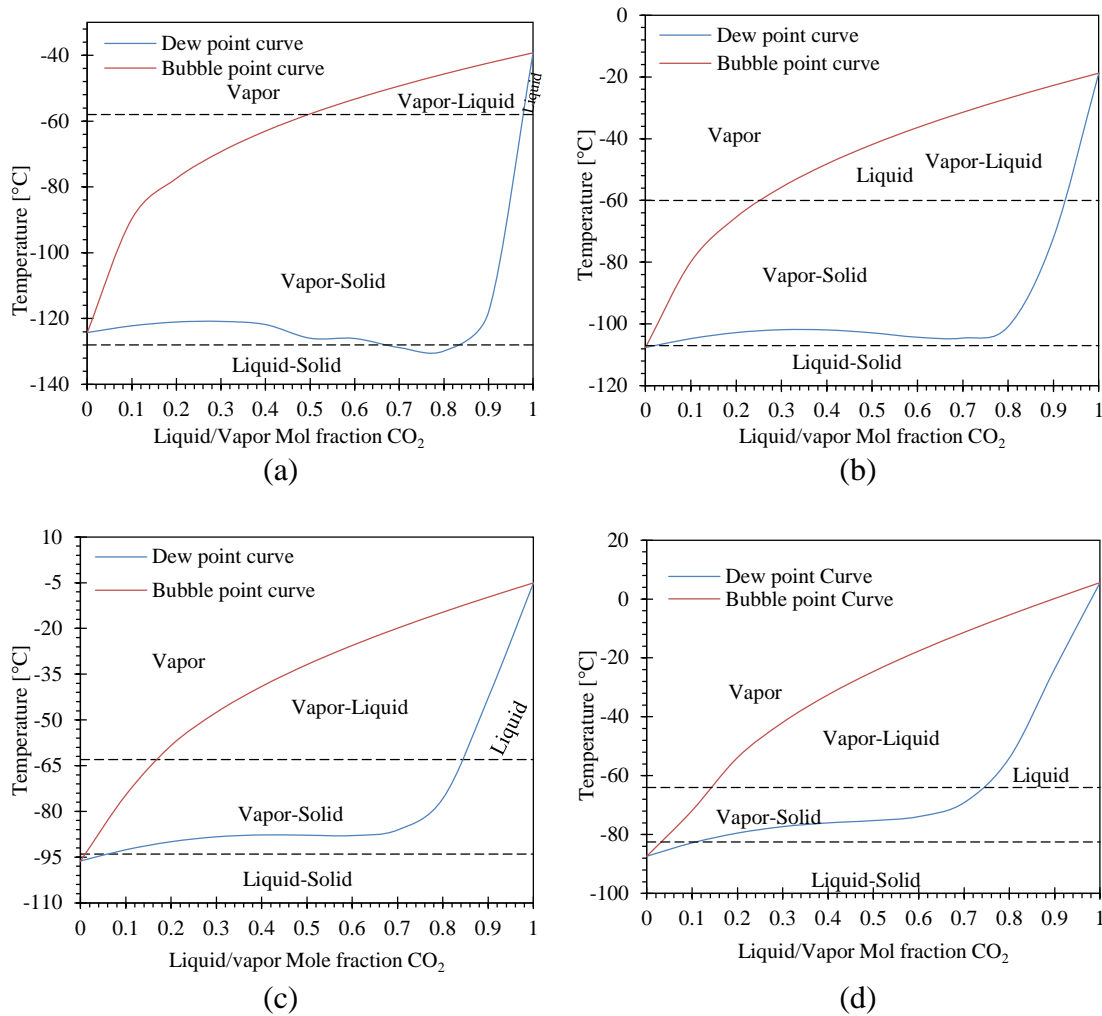 -40
-60
-80
-100
-120
-140
Temperature [°C]
Dew point curve
Bubble point curve
Vapor
Vapor-Liquid
Liquid
Vapor-Solid
Liquid-Solid
0 0.1 0.2 0.3 0.4 0.5 0.6 0.7 0.8 0.9 1
Liquid/Vapor Mol fraction CO₂
(a)
0
-20
-40
-60
-80
-100
-120
Temperature [°C]
Dew point curve
Bubble point curve
Vapor
Vapor-Liquid
Liquid
Vapor-Solid
Liquid-Solid
0 0.1 0.2 0.3 0.4 0.5 0.6 0.7 0.8 0.9 1
Liquid/vapor Mol fraction CO₂
(b)
10
-5
-20
-35
-50
-65
-80
-95
-110
Temperature [°C]
Dew point curve
Bubble point curve
Vapor
Vapor-Liquid
Liquid
Vapor-Solid
Liquid-Solid
0 0.1 0.2 0.3 0.4 0.5 0.6 0.7 0.8 0.9 1
Liquid/vapor Mole fraction CO₂
(c)
20
0
-20
-40
-60
-80
-100
Temperature [°C]
Dew point Curve
Bubble point Curve
Vapor
Vapor-Liquid
Liquid
Vapor-Solid
Liquid-Solid
0 0.1 0.2 0.3 0.4 0.5 0.6 0.7 0.8 0.9 1
Liquid/Vapor Mol fraction CO₂
(d)